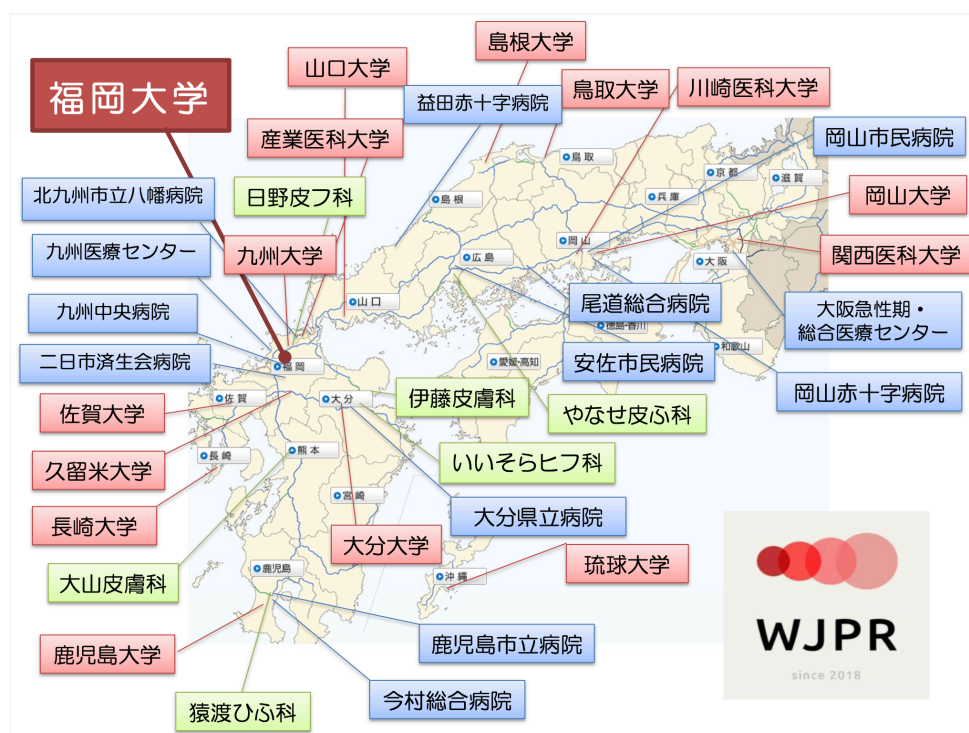 島根大学
山口大学
福岡大学
鳥取大学
川崎医科大学
益田赤十字病院
産業医科大学
岡山市民病院
鳥取
京都
滋賀
北九州市立八幡病院
日野皮フ科
島根
兵庫
岡山大学
九州医療センター
九州大学
岡山
広島
大阪
関西医科大学
九州中央病院
山口
尾道総合病院
大阪急性期・
総合医療センター
徳島・香川
和歌山
二日市済生会病院
福岡
愛媛・高知
安佐市民病院
岡山赤十字病院
佐賀大学
佐賀
大分
伊藤皮膚科
やなせ皮ふ科
久留米大学
長崎
熊本
いいそらヒフ科
長崎大学
宮崎
大分県立病院
大分大学
大山皮膚科
鹿児島
沖縄
琉球大学
鹿児島大学
鹿児島市立病院
猿渡ひふ科
今村総合病院
WJPR
since 2018